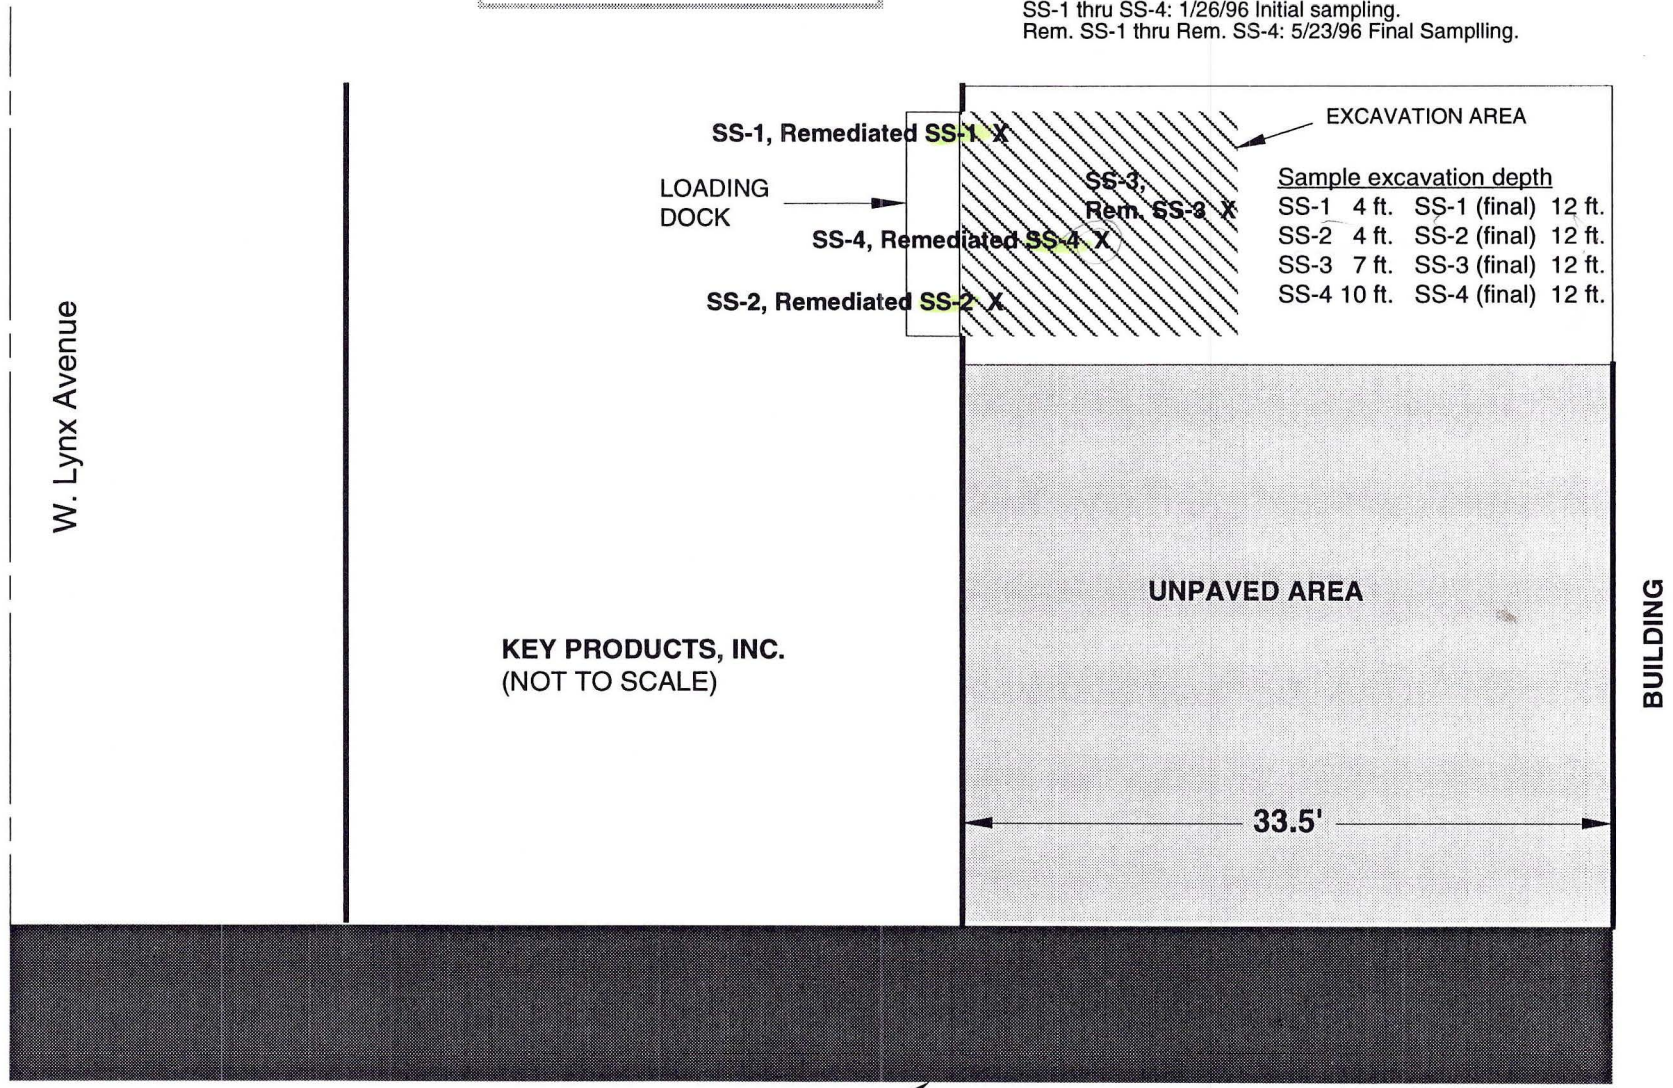 SS-1 thru SS-4: 1/26/96 Initial sampling.
Rem. SS-1 thru Rem. SS-4: 5/23/96 Final Samplling.
EXCAVATION AREA
SS-1, Remediated SS-1 X
LOADING
DOCK
SS-3,
Rem. SS-3 X
SS-4, Remediated SS-4 X
SS-2, Remediated SS-2 X
Sample excavation depth
SS-1 4 ft. SS-1 (final) 12 ft.
SS-2 4 ft. SS-2 (final) 12 ft.
SS-3 7 ft. SS-3 (final) 12 ft.
SS-4 10 ft. SS-4 (final) 12 ft.
W. Lynx Avenue
UNPAVED AREA
KEY PRODUCTS, INC.
(NOT TO SCALE)
BUILDING
33.5'